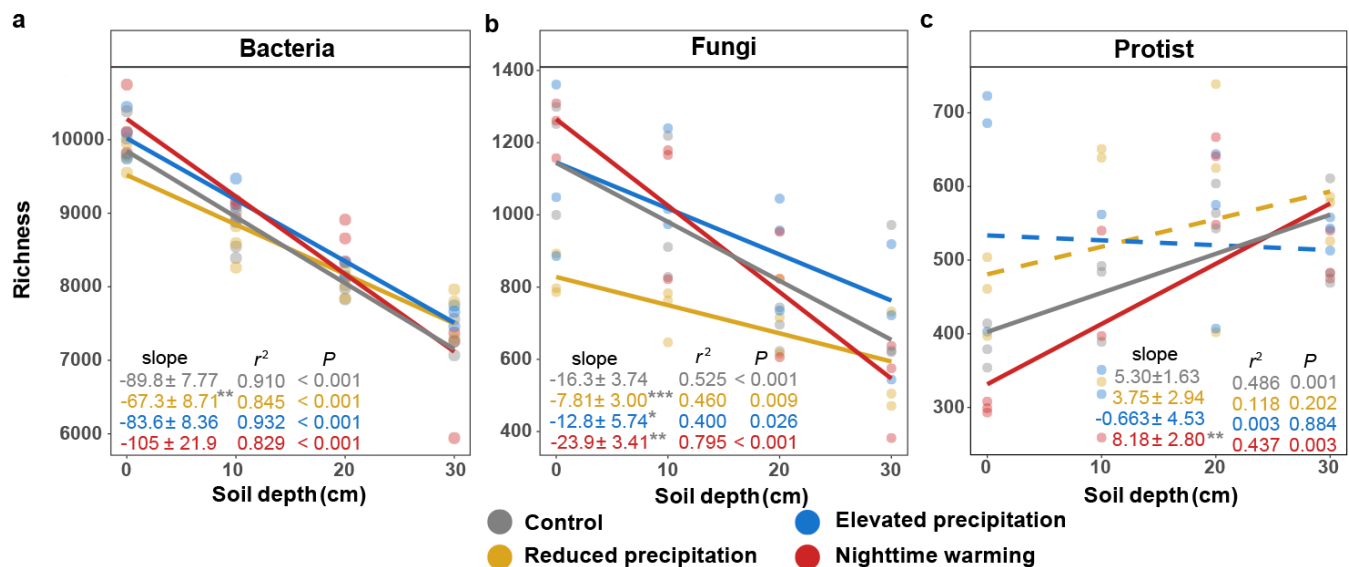 a
Bacteria
b
Fungi
c
Protist
Richness
10000
9000
8000
7000
6000
slope r² P
-89.8± 7.77 0.910 < 0.001
-67.3± 8.71** 0.845 < 0.001
-83.6± 8.36 0.932 < 0.001
-105± 21.9 0.829 < 0.001
0 10 20 30
Soil depth (cm)
1400
1200
1000
800
600
400
slope r² P
-16.3± 3.74 0.525 < 0.001
-7.81± 3.00*** 0.460 0.009
-12.8± 5.74* 0.400 0.026
-23.9± 3.41** 0.795 < 0.001
0 10 20 30
Soil depth (cm)
700
600
500
400
300
slope r² P
5.30±1.63 0.486 0.001
3.75± 2.94 0.118 0.202
-0.663± 4.53 0.003 0.884
8.18± 2.80** 0.437 0.003
0 10 20 30
Soil depth (cm)
Control
Elevated precipitation
Reduced precipitation
Nighttime warming